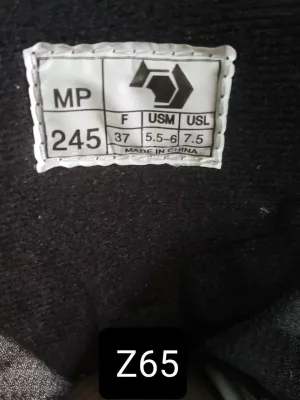 MP
F USM USL
245
37 5.5-6 7.5
MADE IN CHINA
Z65